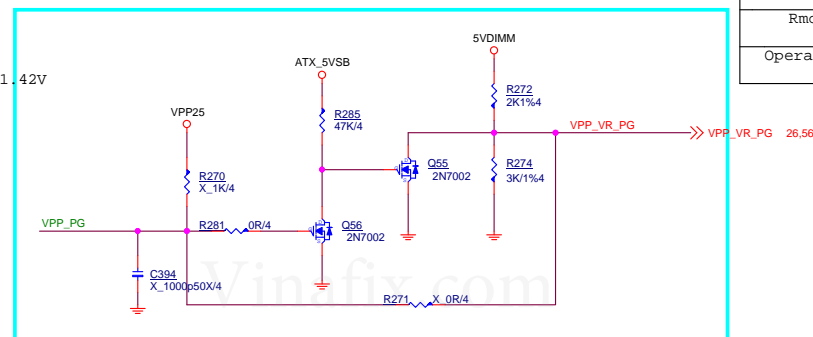 Rmo
Opera
1.42V
5VDIMM
ATX_5VSB
VPP25
R272
2K1%4
R285
47K/4
VPP_VR_PG
VPP_VR_PG 26,56
R270
X_1K/4
Q55
2N7002
R274
3K/1%4
VPP_PG
R281
0R/4
Q56
2N7002
C394
X_1000p50X/4
R271
X_0R/4
Vinafix.com